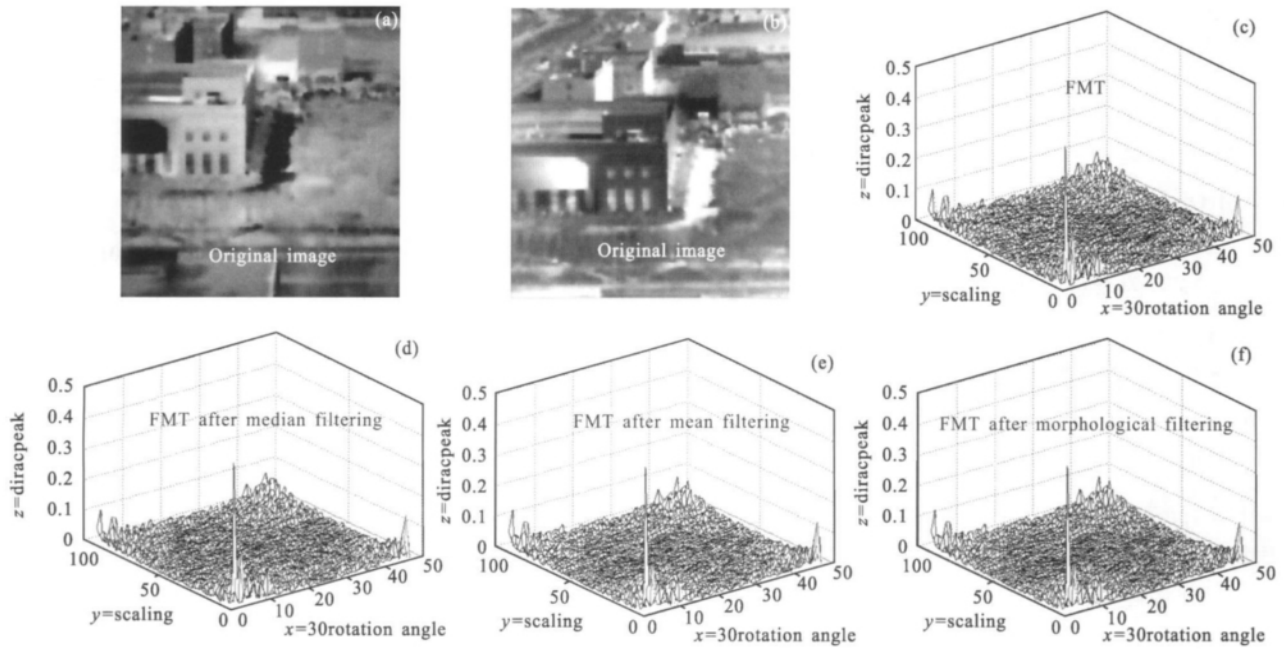 (a)
Original image
(b)
Original image
(c)
FMT
0.5
0.4
0.3
0.2
0.1
0
z=diracpeak
100
50
0
y=scaling
0
10
20
30
40
50
x=30rotation angle
(d)
FMT after median filtering
0.5
0.4
0.3
0.2
0.1
0
z=diracpeak
100
50
0
y=scaling
0
10
20
30
40
50
x=30rotation angle
(e)
FMT after mean filtering
0.5
0.4
0.3
0.2
0.1
0
z=diracpeak
100
50
0
y=scaling
0
10
20
30
40
50
x=30rotation angle
(f)
FMT after morphological filtering
0.5
0.4
0.3
0.2
0.1
0
z=diracpeak
100
50
0
y=scaling
0
10
20
30
40
50
x=30rotation angle